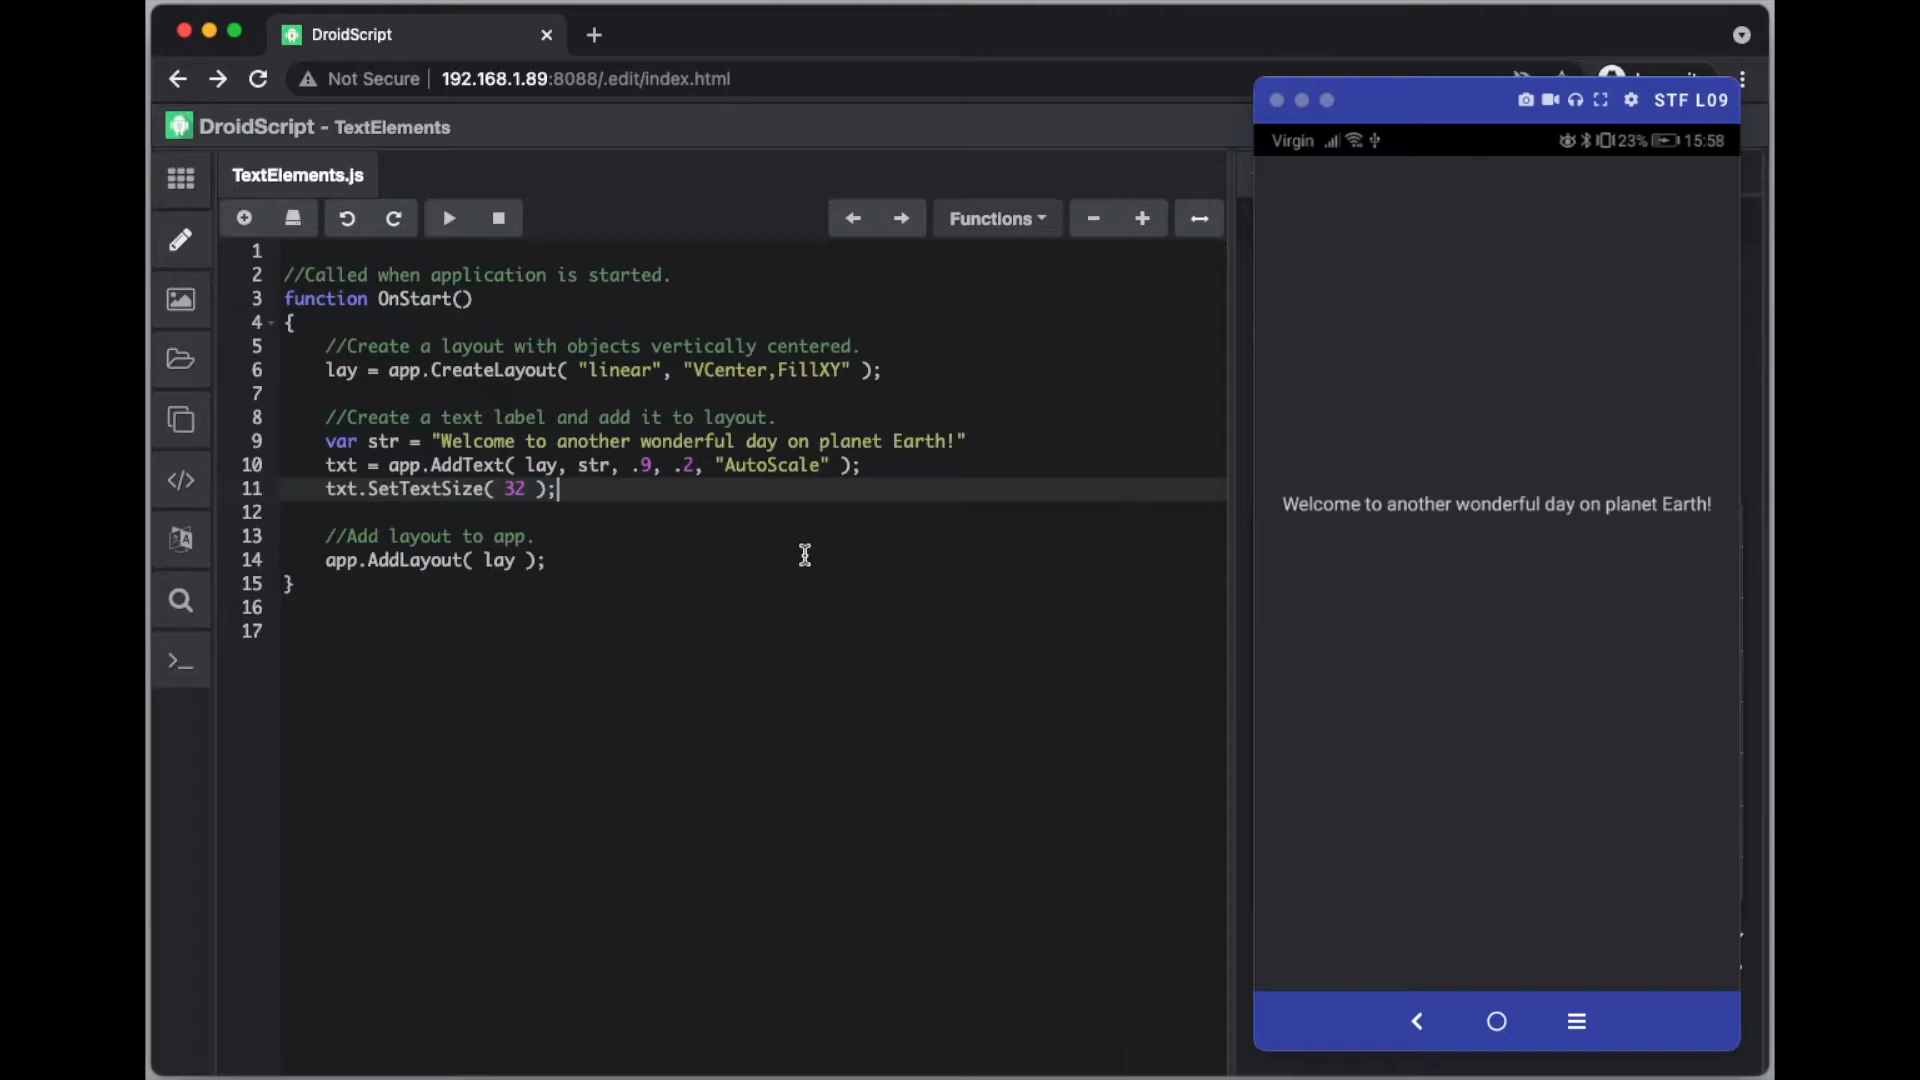 DroidScript
Not Secure
192.168.1.89:8088/.edit/index.html
STF L09
DroidScript - TextElements
Virgin
23%
15:58
TextElements.js
Functions
1
2 //Called when application is started.
3 function OnStart()
4 {
5 //Create a layout with objects vertically centered.
6 lay = app.CreateLayout( "linear", "VCenter,FillXY" );
7
8 //Create a text label and add it to layout.
9 var str = "Welcome to another wonderful day on planet Earth!"
10 txt = app.AddText( lay, str, .9, .2, "AutoScale" );
11 txt.SetTextSize( 32 );
12
13 //Add layout to app.
14 app.AddLayout( lay );
15 }
16
17
Welcome to another wonderful day on planet Earth!